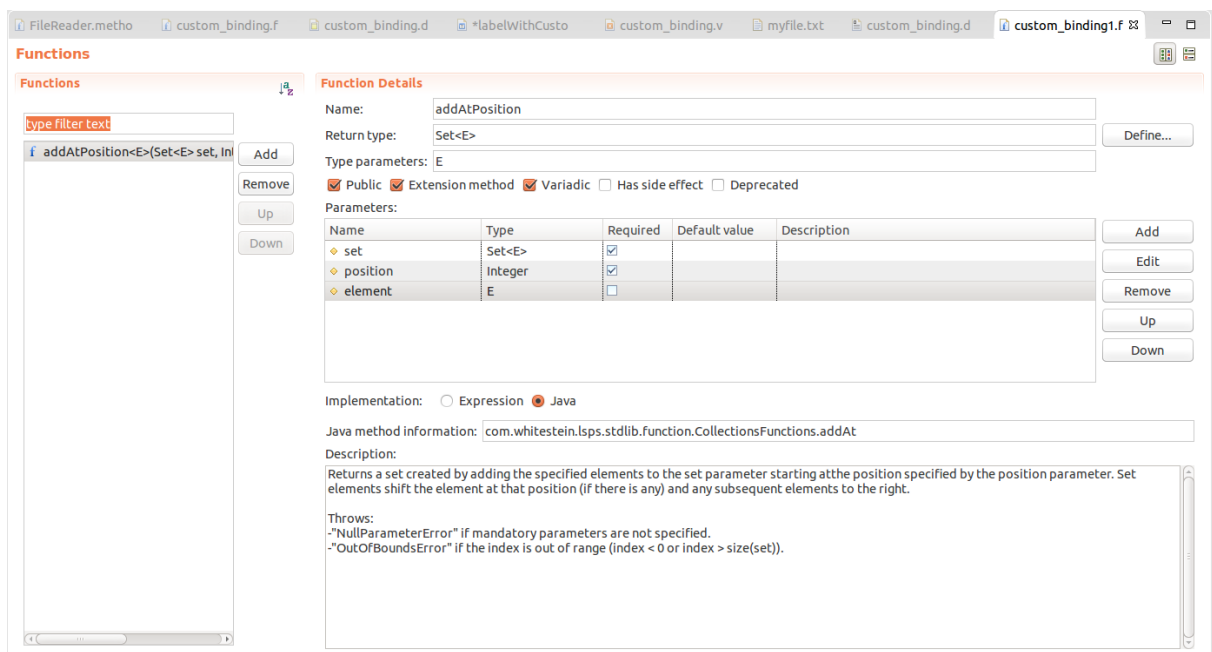 FileReader.metho custom_binding.f custom_binding.d *labelWithCusto custom_binding.v myfile.txt custom_binding.d custom_binding1.f
Functions
Functions
Function Details
type filter text
addAtPosition<E>(Set<E> set, Int
Add
Remove
Up
Down
Name: addAtPosition
Return type: Set<E> Define...
Type parameters: E
Public Extension method Variadic Has side effect Deprecated
Parameters:
Name Type Required Default value Description
set Set<E>
position Integer
element E
Add
Edit
Remove
Up
Down
Implementation: Expression Java
Java method information: com.whitestein.lsps.stdlib.function.CollectionsFunctions.addAt
Description:
Returns a set created by adding the specified elements to the set parameter starting atthe position specified by the position parameter. Set
elements shift the element at that position (if there is any) and any subsequent elements to the right.
Throws:
-"NullParameterError" if mandatory parameters are not specified.
-"OutOfBoundsError" if the index is out of range (index < 0 or index > size(set)).